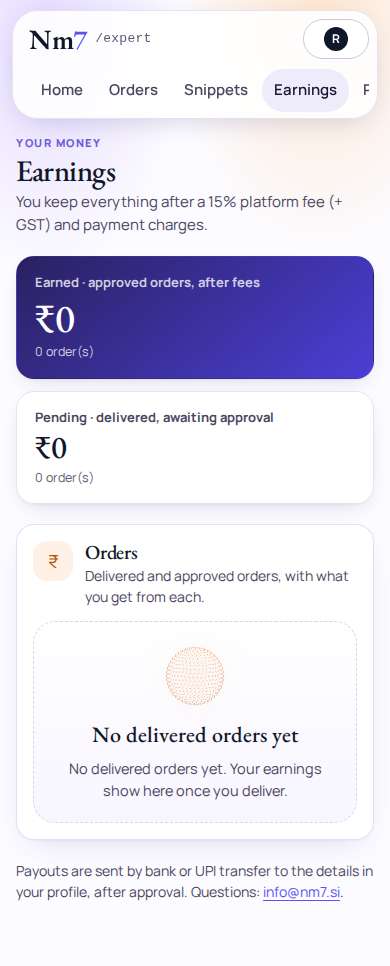 Nm7 /expert
R
Home Orders Snippets Earnings
YOUR MONEY
Earnings
You keep everything after a 15% platform fee (+
GST) and payment charges.
Earned · approved orders, after fees
₹0
0 order(s)
Pending · delivered, awaiting approval
₹0
0 order(s)
₹
Orders
Delivered and approved orders, with what
you get from each.
No delivered orders yet
No delivered orders yet. Your earnings
show here once you deliver.
Payouts are sent by bank or UPI transfer to the details in
your profile, after approval. Questions: info@nm7.si.